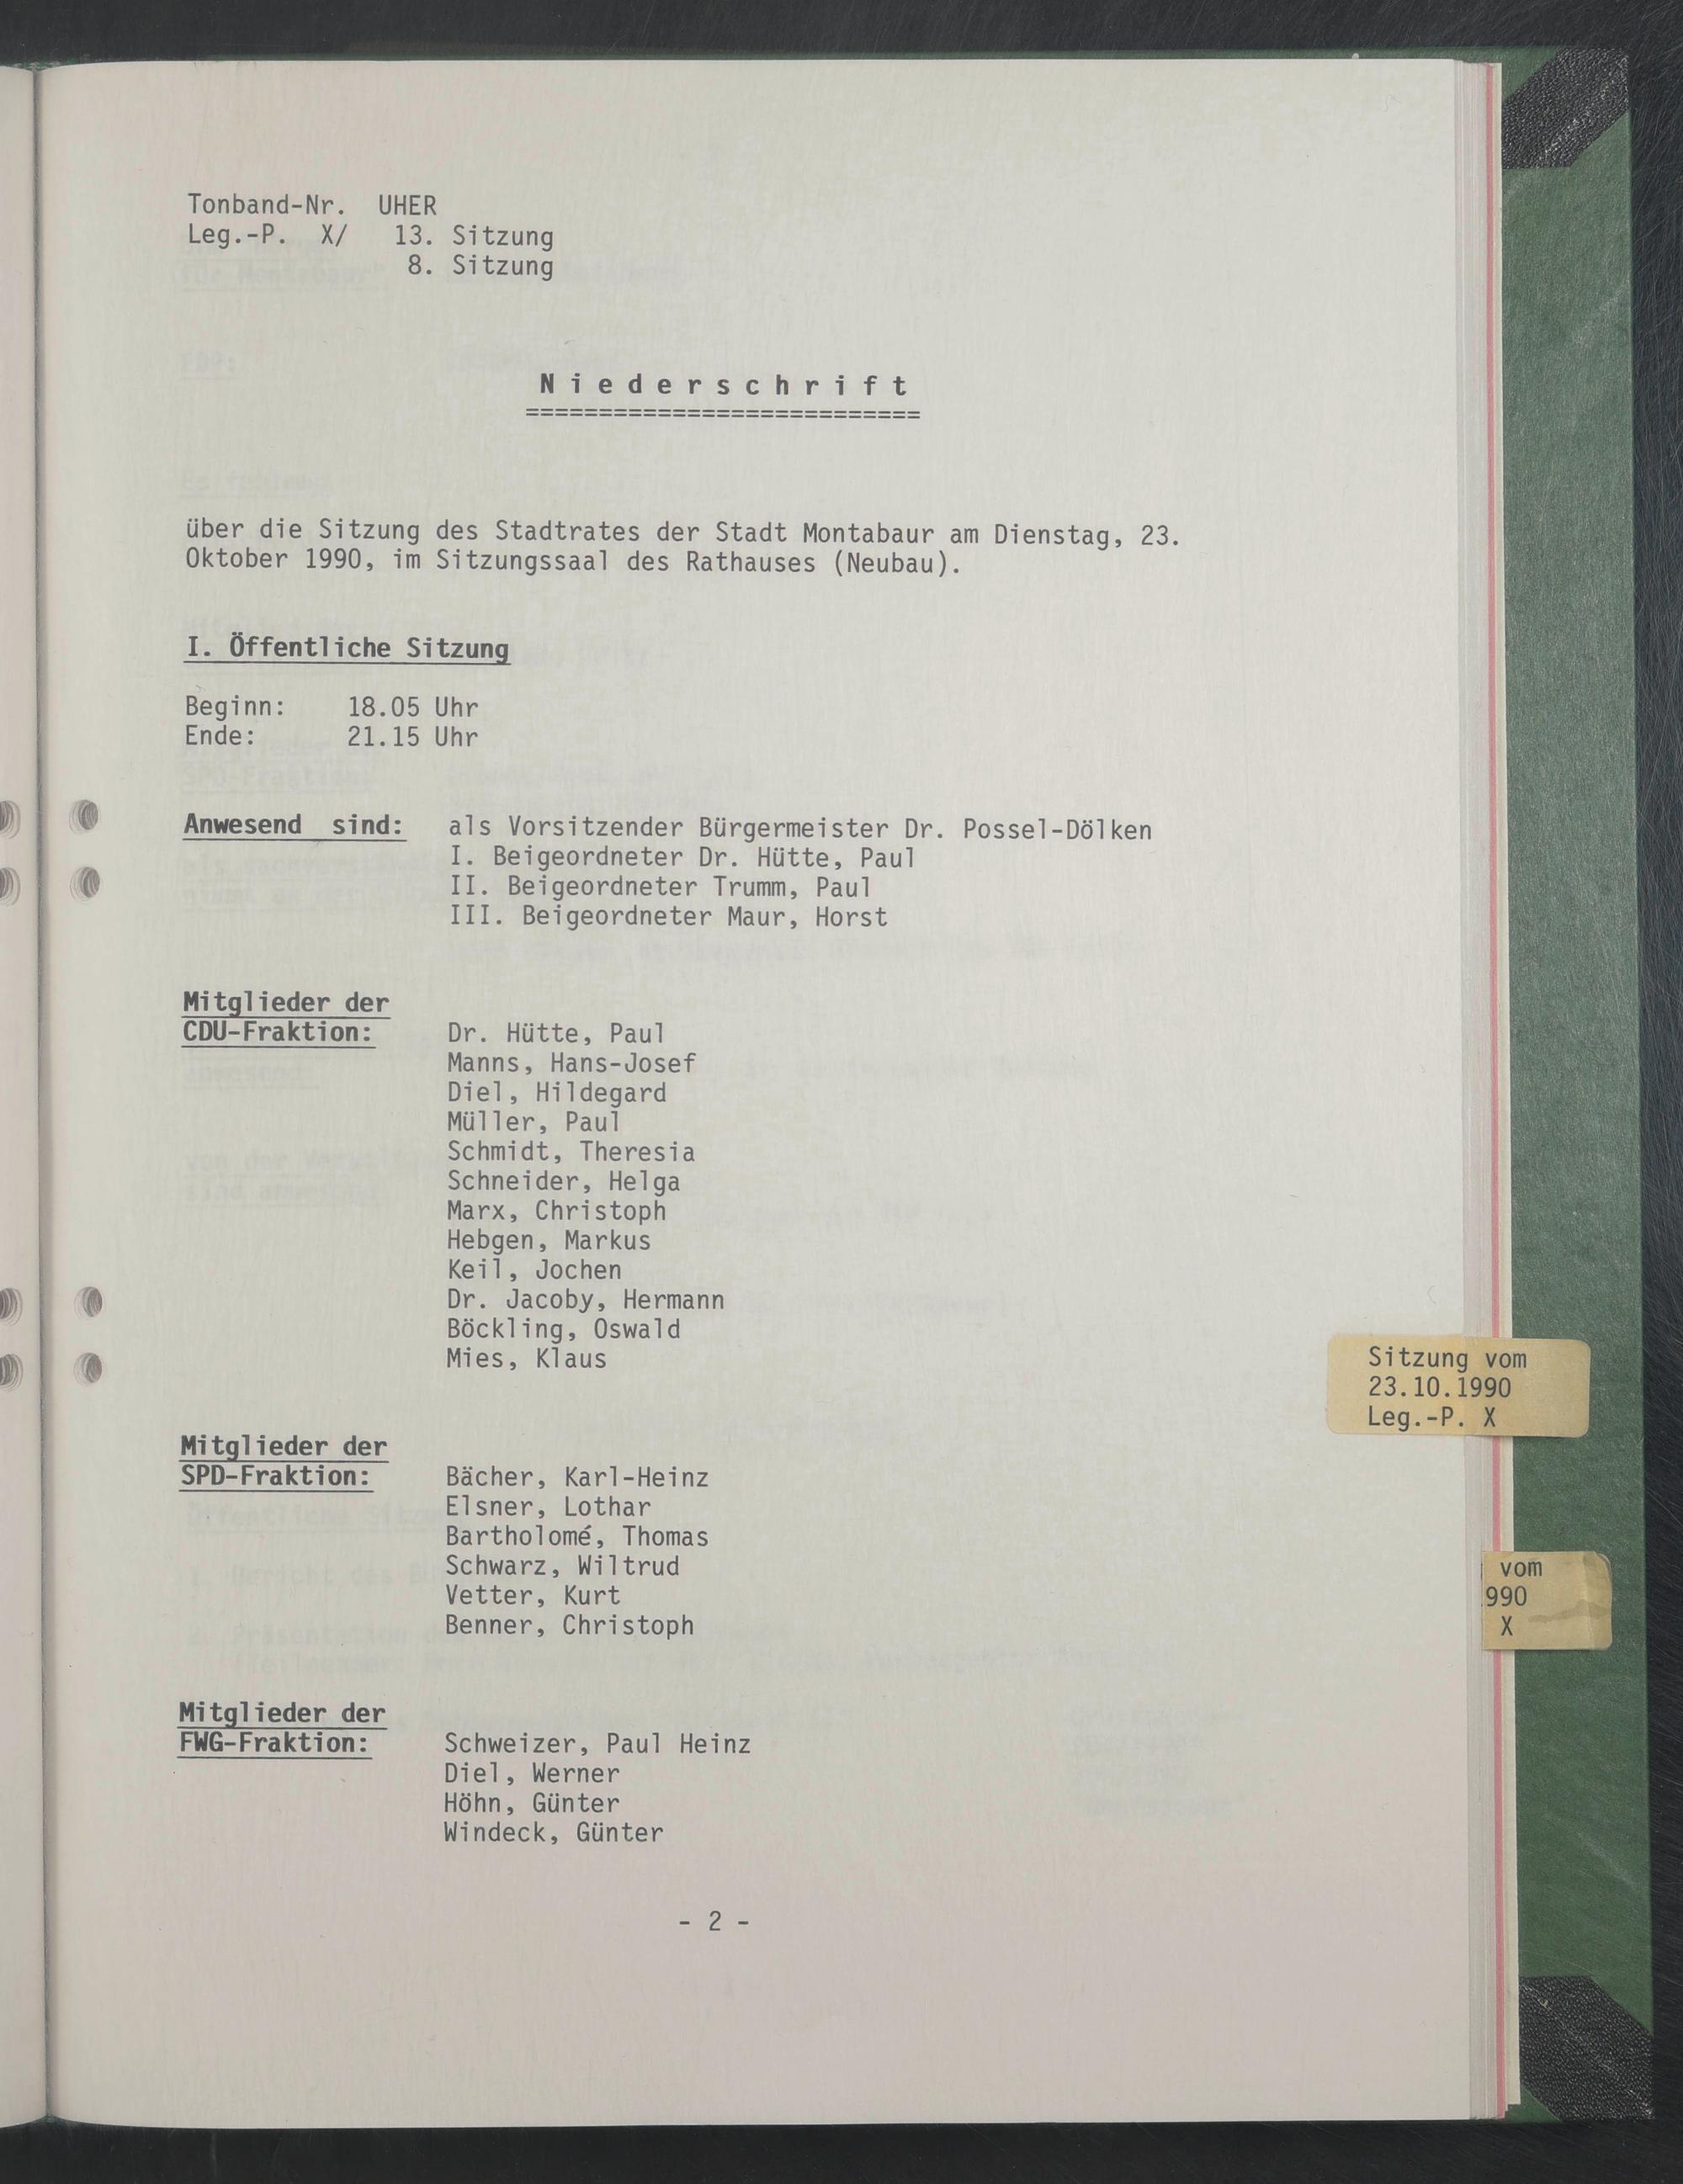 Tonband-Nr. UHER
Leg.-P. X/ 13. Sitzung
8. Sitzung
N i e d e r s c h r i f t
===========================
über die Sitzung des Stadtrates der Stadt Montabaur am Dienstag, 23.
Oktober 1990, im Sitzungssaal des Rathauses (Neubau).
I. Öffentliche Sitzung
Beginn: 18.05 Uhr
Ende: 21.15 Uhr
Anwesend sind: als Vorsitzender Bürgermeister Dr. Possel-Dölken
I. Beigeordneter Dr. Hütte, Paul
II. Beigeordneter Trumm, Paul
III. Beigeordneter Maur, Horst
Mitglieder der
CDU-Fraktion: Dr. Hütte, Paul
Manns, Hans-Josef
Diel, Hildegard
Müller, Paul
Schmidt, Theresia
Schneider, Helga
Marx, Christoph
Hebgen, Markus
Keil, Jochen
Dr. Jacoby, Hermann
Böckling, Oswald
Mies, Klaus
Sitzung vom
23.10.1990
Leg.-P. X
Mitglieder der
SPD-Fraktion: Bächer, Karl-Heinz
Elsner, Lothar
Bartholomé, Thomas
Schwarz, Wiltrud
Vetter, Kurt
Benner, Christoph
vom
990
X
Mitglieder der
FWG-Fraktion: Schweizer, Paul Heinz
Diel, Werner
Höhn, Günter
Windeck, Günter
- 2 -